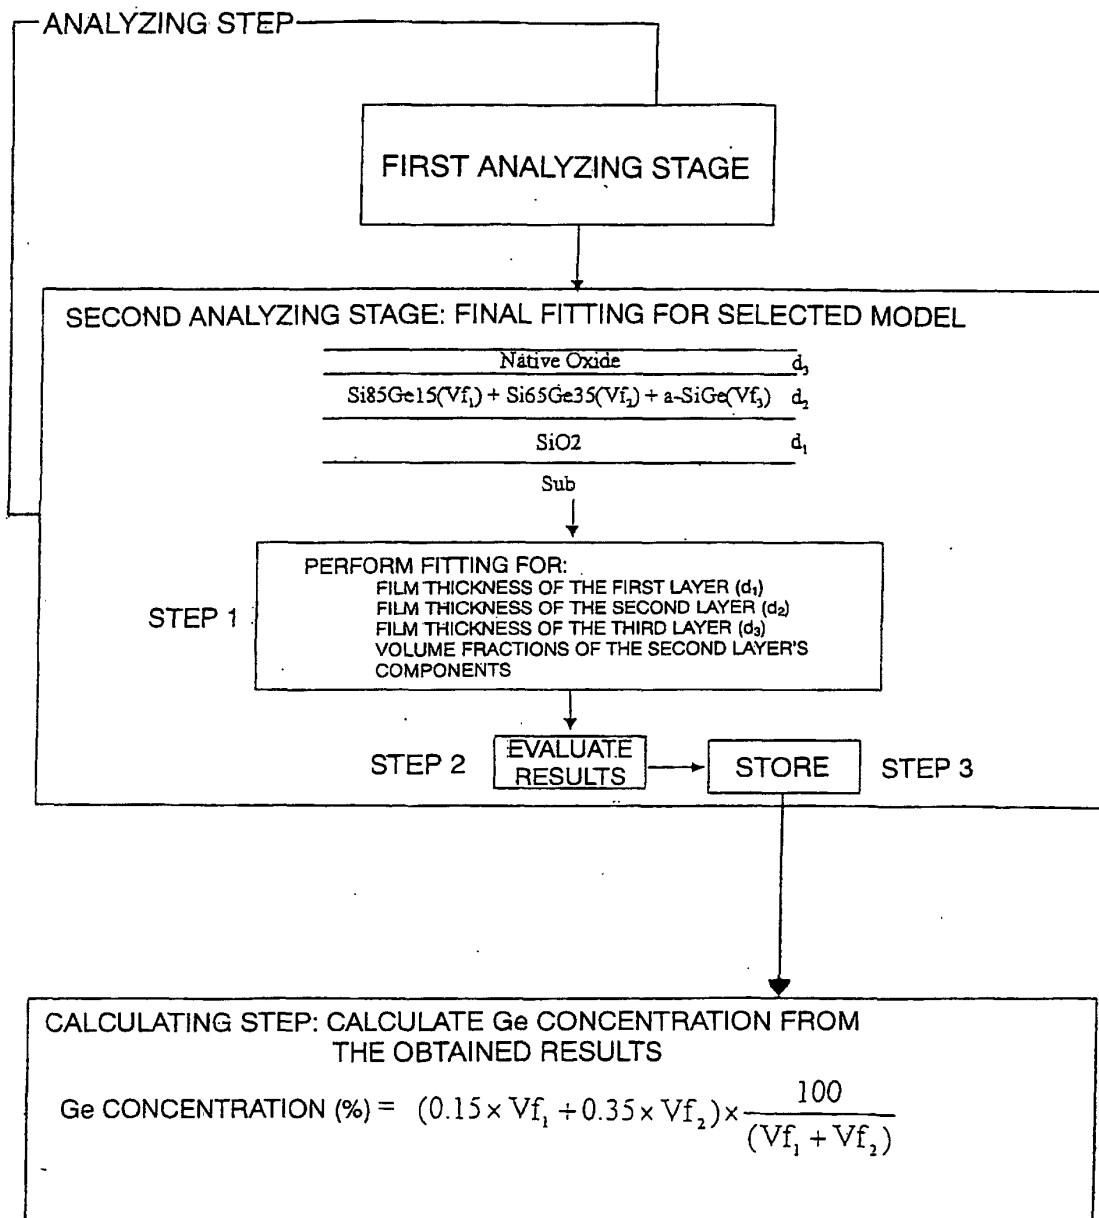 ANALYZING STEP
FIRST ANALYZING STAGE
SECOND ANALYZING STAGE: FINAL FITTING FOR SELECTED MODEL
Native Oxide d₃
Si85Ge15(Vf₁) + Si65Ge35(Vf₂) + a-SiGe(Vf₃) d₂
SiO2 d₁
Sub
STEP 1
PERFORM FITTING FOR:
FILM THICKNESS OF THE FIRST LAYER (d₁)
FILM THICKNESS OF THE SECOND LAYER (d₂)
FILM THICKNESS OF THE THIRD LAYER (d₃)
VOLUME FRACTIONS OF THE SECOND LAYER'S
COMPONENTS
STEP 2
EVALUATE
RESULTS
STORE
STEP 3
CALCULATING STEP: CALCULATE Ge CONCENTRATION FROM
THE OBTAINED RESULTS
Ge CONCENTRATION (%) = (0.15 × Vf₁ + 0.35 × Vf₂) × 100 / (Vf₁ + Vf₂)